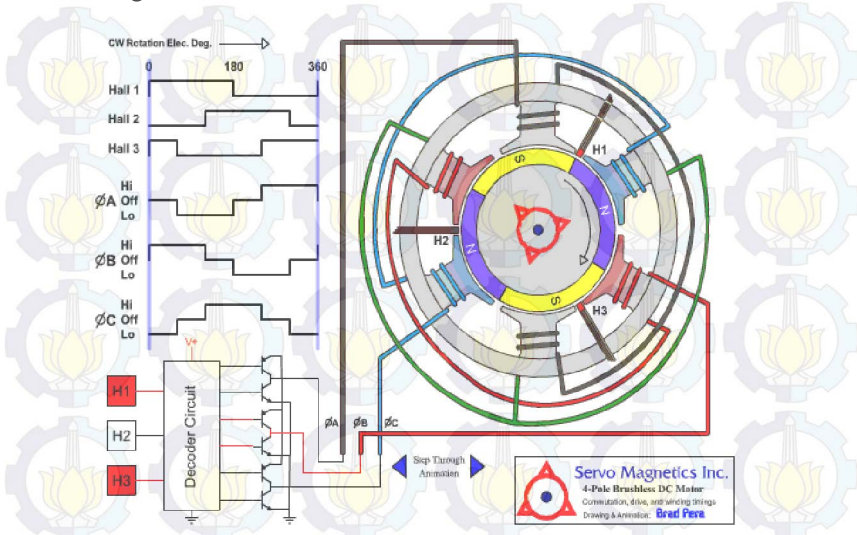 CW Rotation Elec. Deg.
0 180 360
Hall 1
Hall 2
Hall 3
Hi
ØA Off
Lo
Hi
ØB Off
Lo
Hi
ØC Off
Lo
V+
H1
H2
H3
Decoder Circuit
ØA ØB ØC
S
N
S
N
H1
H2
H3
Step Through
Animation
Servo Magnetics Inc.
4-Pole Brushless DC Motor
Commutation, drive, and winding timings
Drawing & Animation: Brad Pera